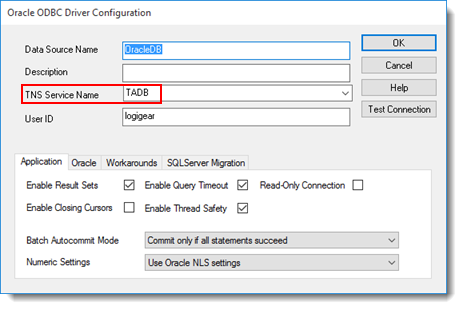 Oracle ODBC Driver Configuration
Data Source Name OracleDB OK
Description Cancel
TNS Service Name TADB Help
User ID logigear Test Connection
Application Oracle Workarounds SQLServer Migration
Enable Result Sets Enable Query Timeout Read-Only Connection
Enable Closing Cursors Enable Thread Safety
Batch Autocommit Mode Commit only if all statements succeed
Numeric Settings Use Oracle NLS settings